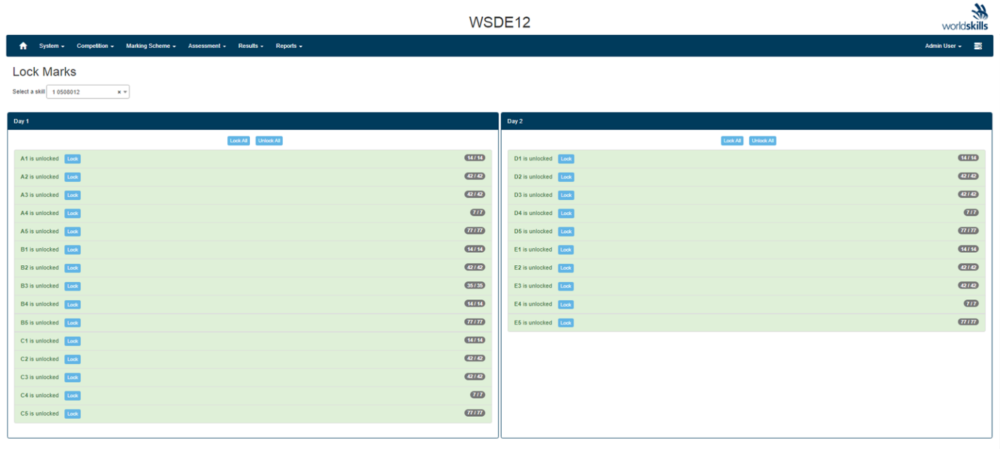 WSDE12
worldskills
System Competition Marking Scheme Assessment Results Reports Admin User
Lock Marks
Select a skill 1 0508012 ×
Day 1
Lock All Unlock All
A1 is unlocked Lock 14 / 14
A2 is unlocked Lock 42 / 42
A3 is unlocked Lock 42 / 42
A4 is unlocked Lock 7 / 7
A5 is unlocked Lock 77 / 77
B1 is unlocked Lock 14 / 14
B2 is unlocked Lock 42 / 42
B3 is unlocked Lock 35 / 35
B4 is unlocked Lock 14 / 14
B5 is unlocked Lock 77 / 77
C1 is unlocked Lock 14 / 14
C2 is unlocked Lock 42 / 42
C3 is unlocked Lock 42 / 42
C4 is unlocked Lock 7 / 7
C5 is unlocked Lock 77 / 77
Day 2
Lock All Unlock All
D1 is unlocked Lock 14 / 14
D2 is unlocked Lock 42 / 42
D3 is unlocked Lock 42 / 42
D4 is unlocked Lock 7 / 7
D5 is unlocked Lock 77 / 77
E1 is unlocked Lock 14 / 14
E2 is unlocked Lock 42 / 42
E3 is unlocked Lock 42 / 42
E4 is unlocked Lock 7 / 7
E5 is unlocked Lock 77 / 77